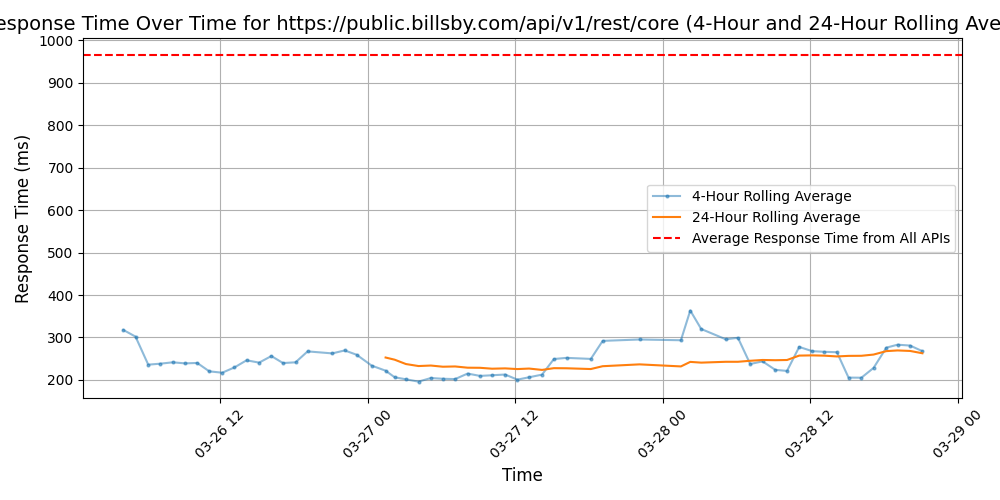 esponse Time Over Time for https://public.billsby.com/api/v1/rest/core (4-Hour and 24-Hour Rolling Ave
Response Time (ms)
1000
900
800
700
600
500
400
300
200
4-Hour Rolling Average
24-Hour Rolling Average
Average Response Time from All APIs
03-26 12
03-27 00
03-27 12
03-28 00
03-28 12
03-29 00
Time